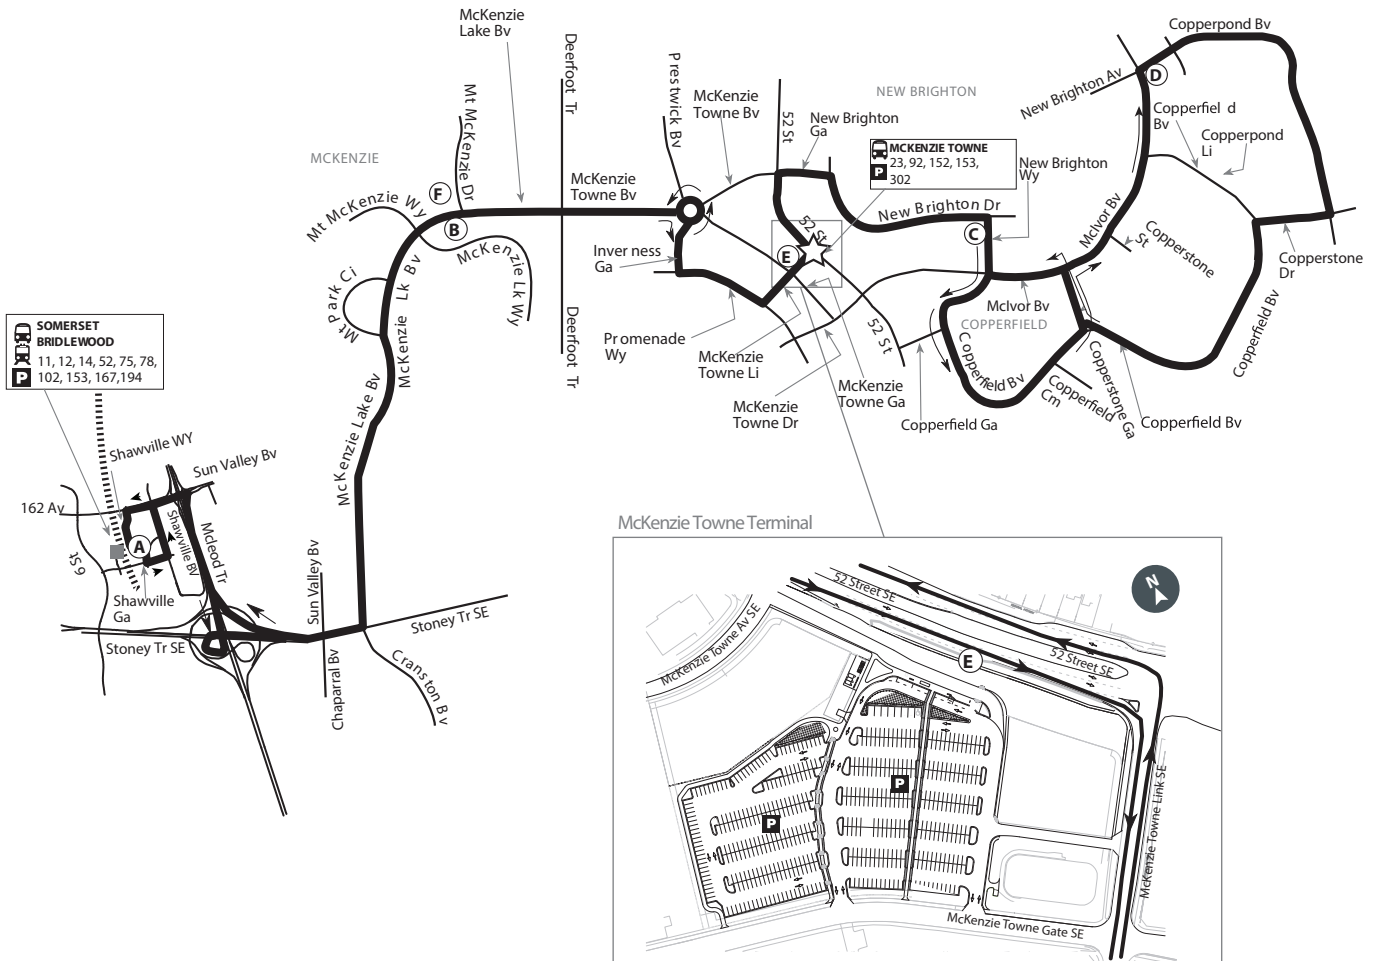 McKenzie
Lake Bv
Deerfoot Tr
Prestwick Bv
McKenzie
Towne Bv
52 St
New Brighton
Ga
NEW BRIGHTON
Copperpond Bv
D
New Brighton Av
Copperfiel d
Bv
Copperpond
Li
MCKENZIE
Mt McKenzie Dr
F
Mt McKenzie Wy
B
McKenzie Lk Wy
McKenzie
Towne Bv
P
MCKENZIE TOWNE
23, 92, 152, 153,
302
New Brighton
Wy
New Brighton Dr
C
52 St
E
McIvor Bv
Copperstone
St
Copperstone
Dr
Inver ness
Ga
Mt Park Ci
McKenzie Lk Bv
Deerfoot Tr
Promenade
Wy
McKenzie
Towne Li
McKenzie
Towne Dr
McKenzie
Towne Ga
52 St
McIvor Bv
COPPERFIELD
Copperfield Bv
Copperfield Ga
Copperfield
Cm
Copperstone Ga
Copperfield Bv
Copperfield Bv
SOMERSET
BRIDLEWOOD
11, 12, 14, 52, 75, 78,
102, 153, 167,194
P
McKenzie Lake Bv
Shawville WY
Sun Valley Bv
162 Av
6 St
A
Shawville BV
Mcleod Tr
Shawville
Ga
Stoney Tr SE
Sun Valley Bv
Chaparral Bv
Stoney Tr SE
Cranston Bv
McKenzie Towne Terminal
N
52 Street SE
E
52 Street SE
McKenzie Towne Av SE
P
P
McKenzie Towne Link SE
McKenzie Towne Gate SE